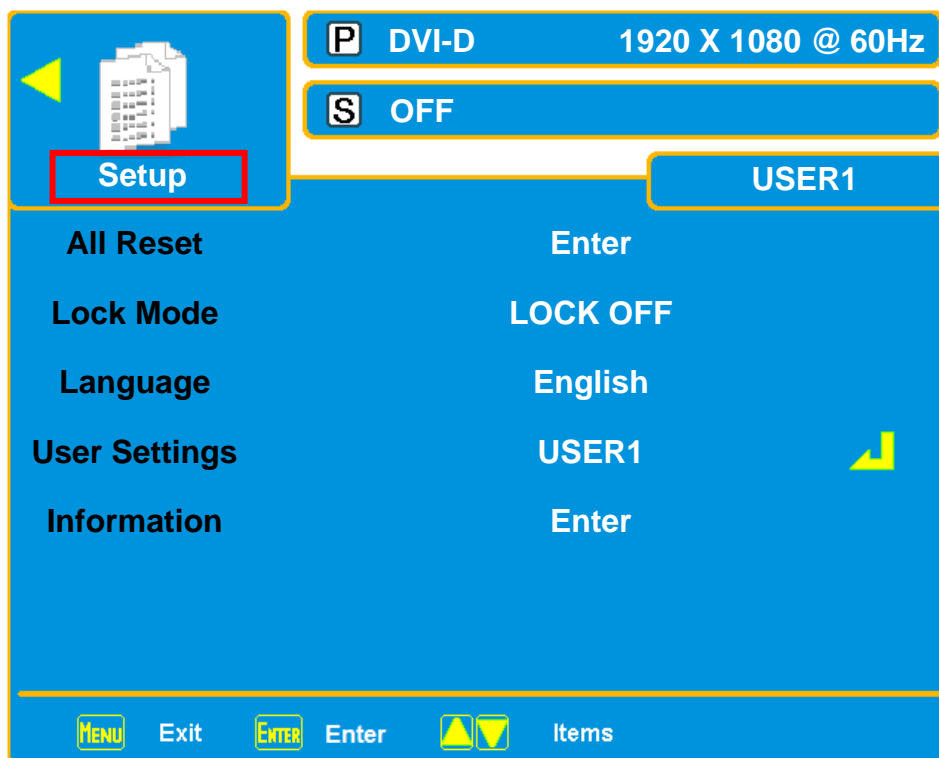 P DVI-D 1920 X 1080 @ 60Hz
S OFF
Setup
USER1
All Reset Enter
Lock Mode LOCK OFF
Language English
User Settings USER1
Information Enter
MENU Exit ENTER Enter Items